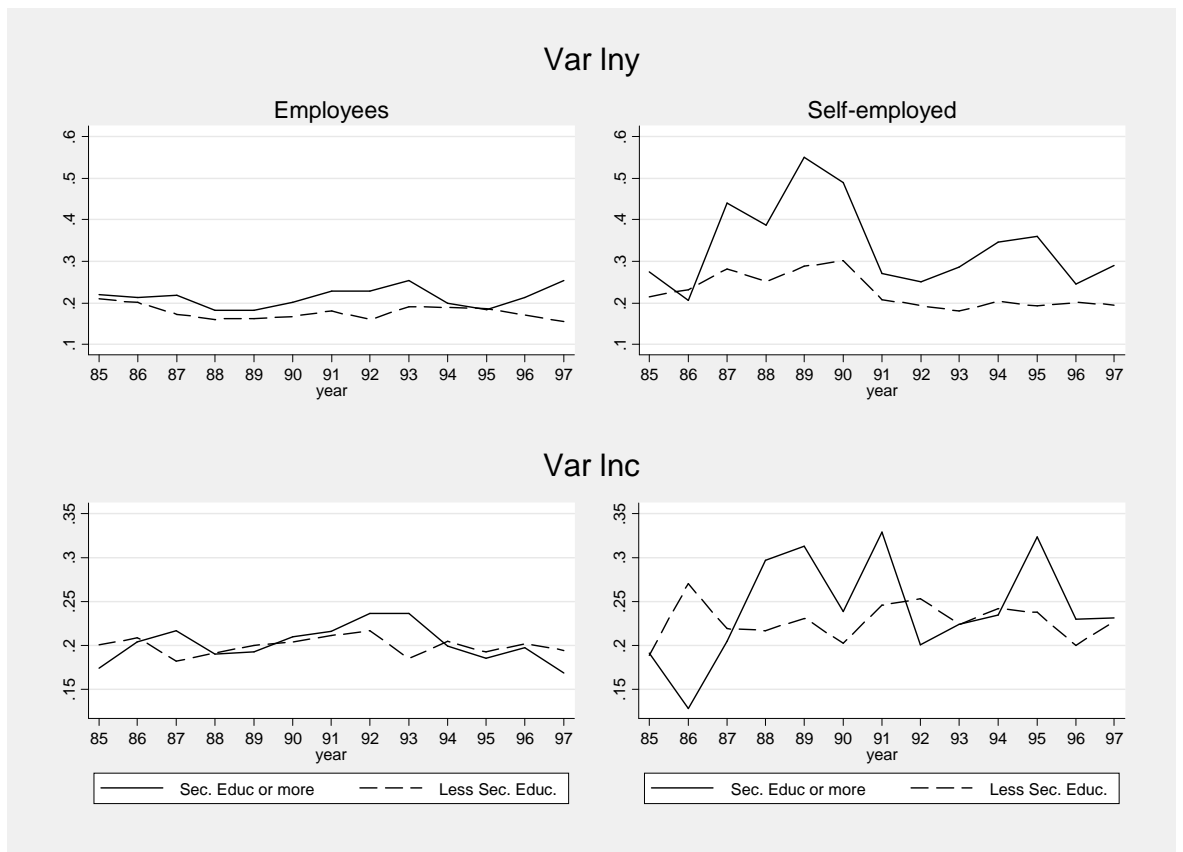 Var lny
Employees
.6
.5
.4
.3
.2
.1
85 86 87 88 89 90 91 92 93 94 95 96 97
year
Self-employed
.6
.5
.4
.3
.2
.1
85 86 87 88 89 90 91 92 93 94 95 96 97
year
Var lnc
.35
.3
.25
.2
.15
85 86 87 88 89 90 91 92 93 94 95 96 97
year
Sec. Educ or more Less Sec. Educ.
.35
.3
.25
.2
.15
85 86 87 88 89 90 91 92 93 94 95 96 97
year
Sec. Educ or more Less Sec. Educ.